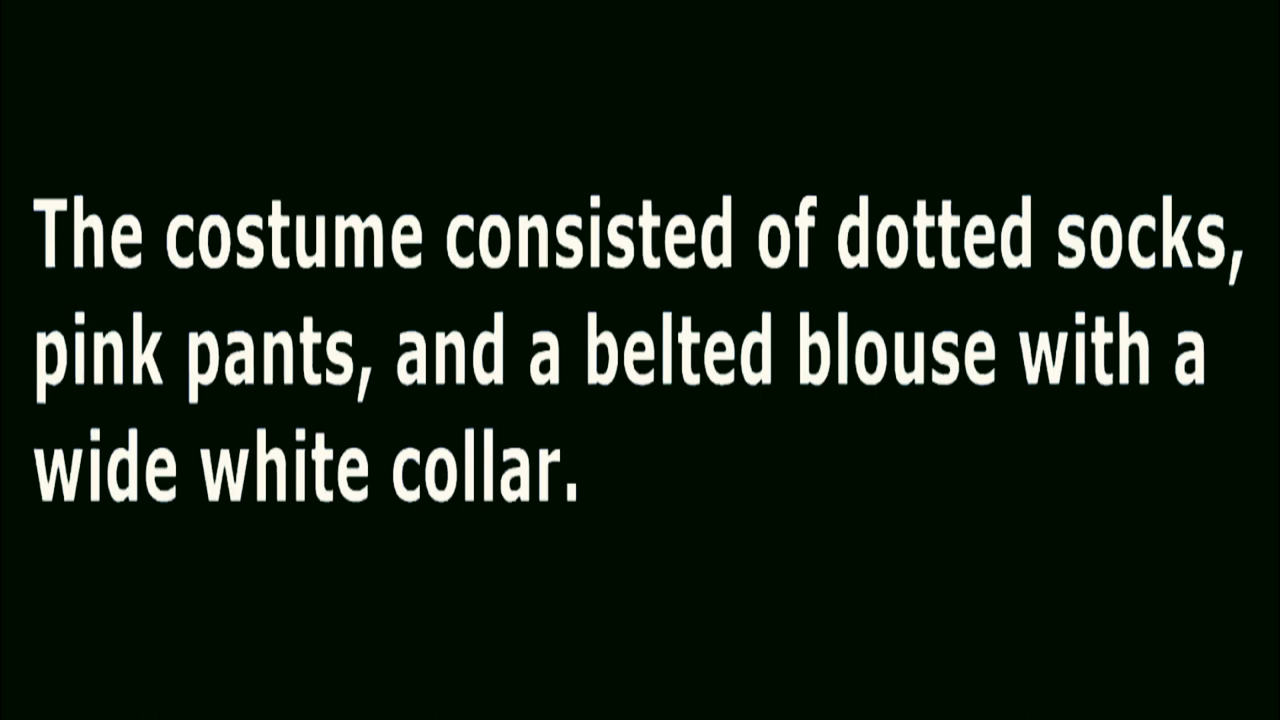 The costume consisted of dotted socks,
pink pants, and a belted blouse with a
wide white collar.